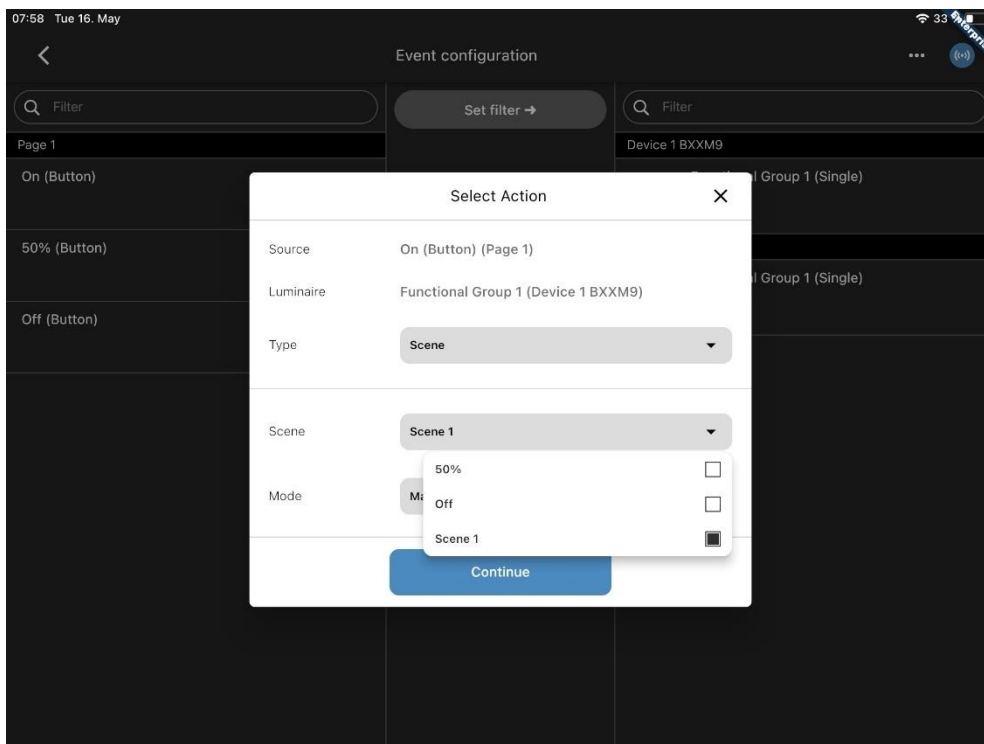 07:58 Tue 16. May
33
Enterpri
Event configuration
Filter
Set filter →
Filter
Page 1
Device 1 BXXM9
On (Button)
l Group 1 (Single)
50% (Button)
l Group 1 (Single)
Off (Button)
Select Action
Source
On (Button) (Page 1)
Luminaire
Functional Group 1 (Device 1 BXXM9)
Type
Scene
Scene
Scene 1
50%
Off
Scene 1
Mode
Ma
Continue